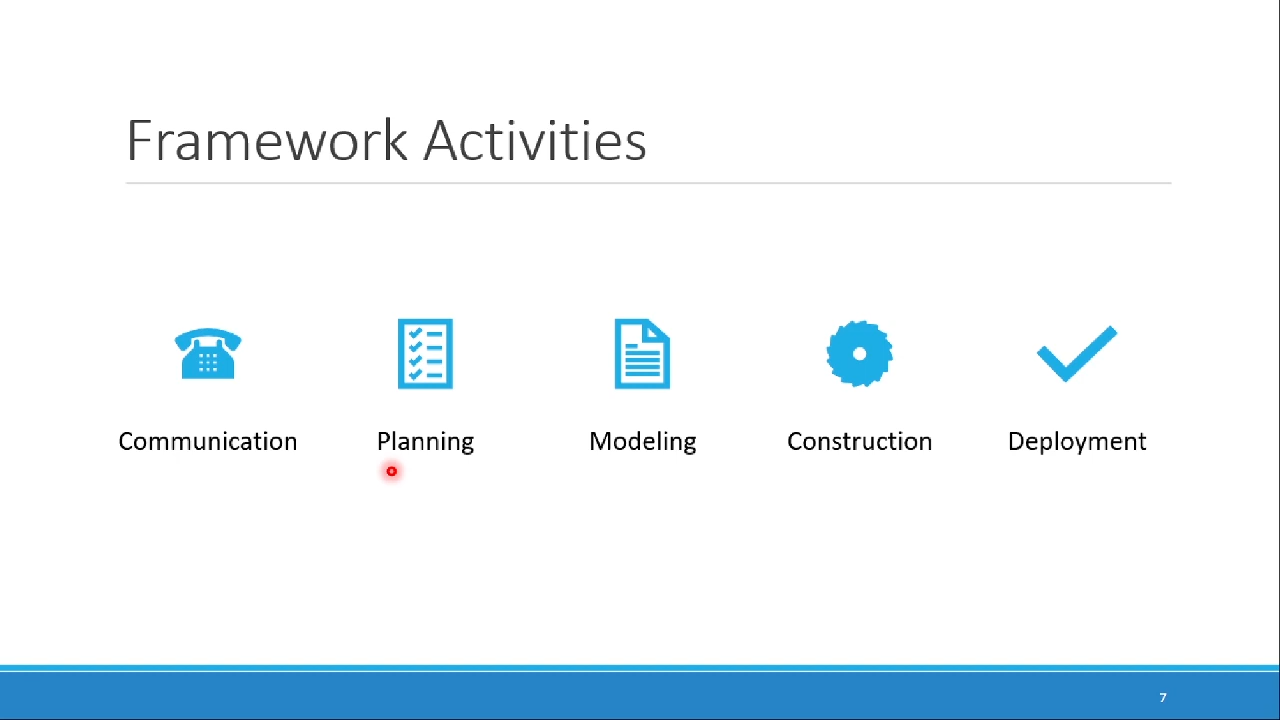 Framework Activities
Communication
Planning
Modeling
Construction
Deployment
7